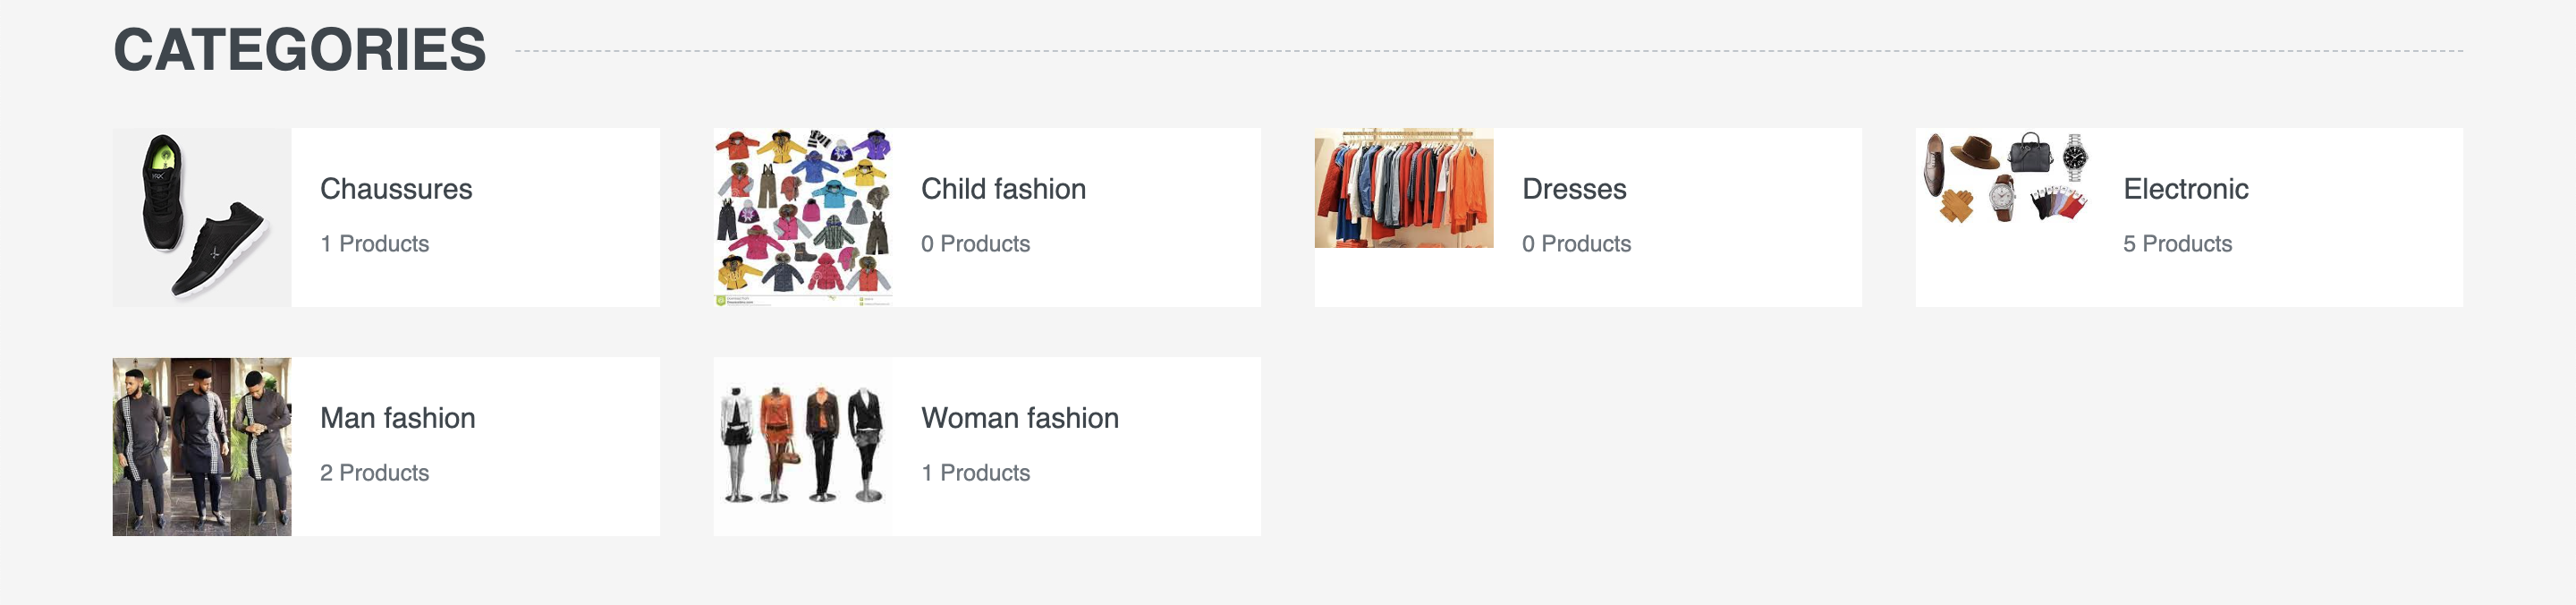 CATEGORIES
Chaussures
1 Products
Child fashion
0 Products
Dresses
0 Products
Electronic
5 Products
Man fashion
2 Products
Woman fashion
1 Products